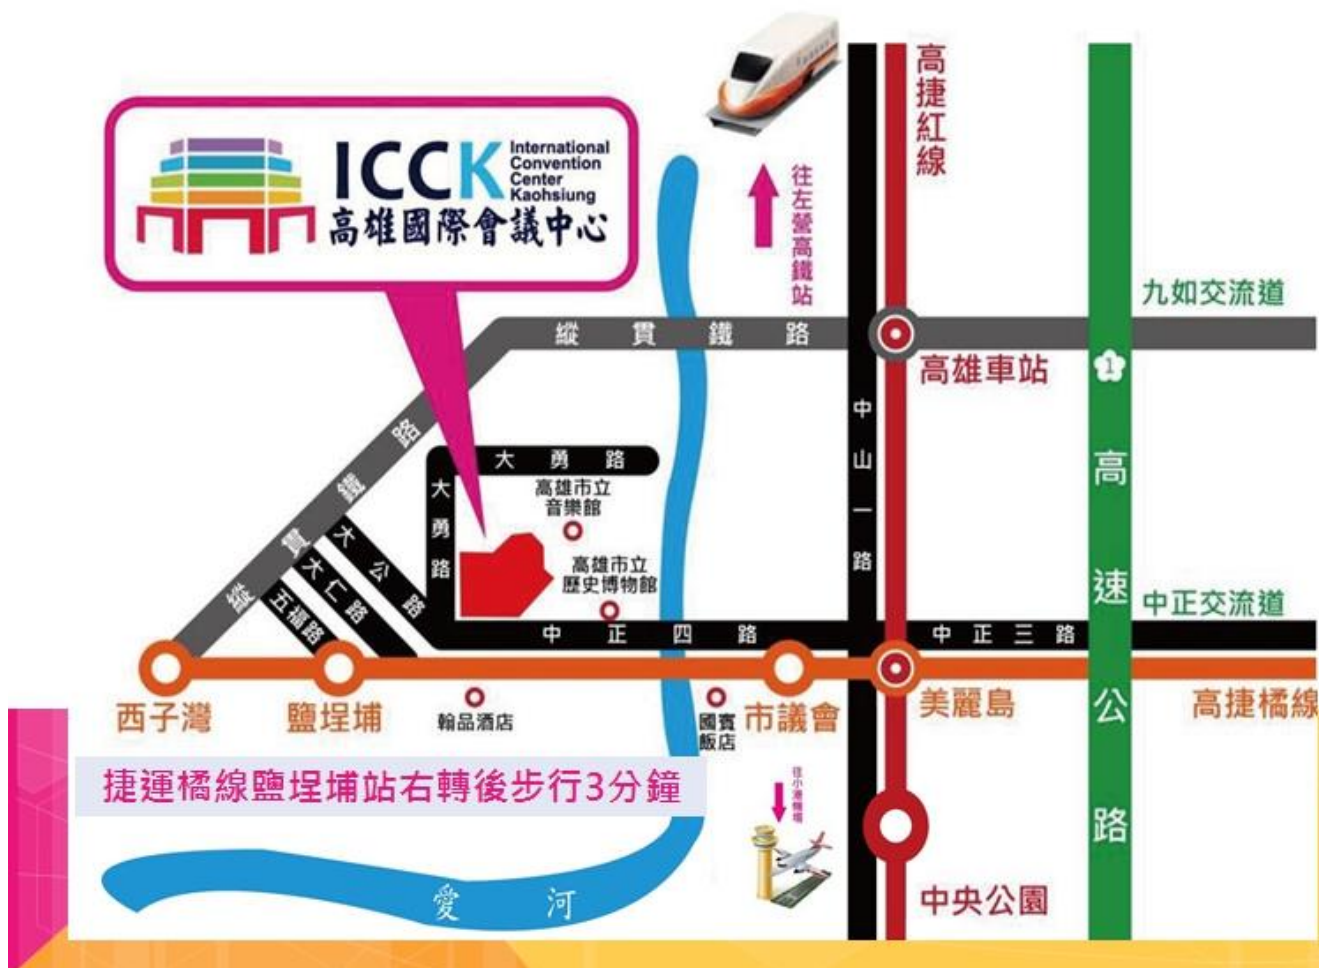 ICCK
International
Convention
Center
Kaohsiung
高雄國際會議中心
高捷紅線
往左營高鐵站
九如交流道
縱貫鐵路
高雄車站
1
高速公路
中山一路
縱貫鐵路
大勇路
大勇路
高雄市立
音樂館
高雄市立
歷史博物館
大公路
大仁路
五福路
中正交流道
中正四路
中正三路
西子灣
鹽埕埔
翰品酒店
國賓
飯店
市議會
美麗島
高捷橘線
捷運橘線鹽埕埔站右轉後步行3分鐘
往小港機場
愛河
中央公園